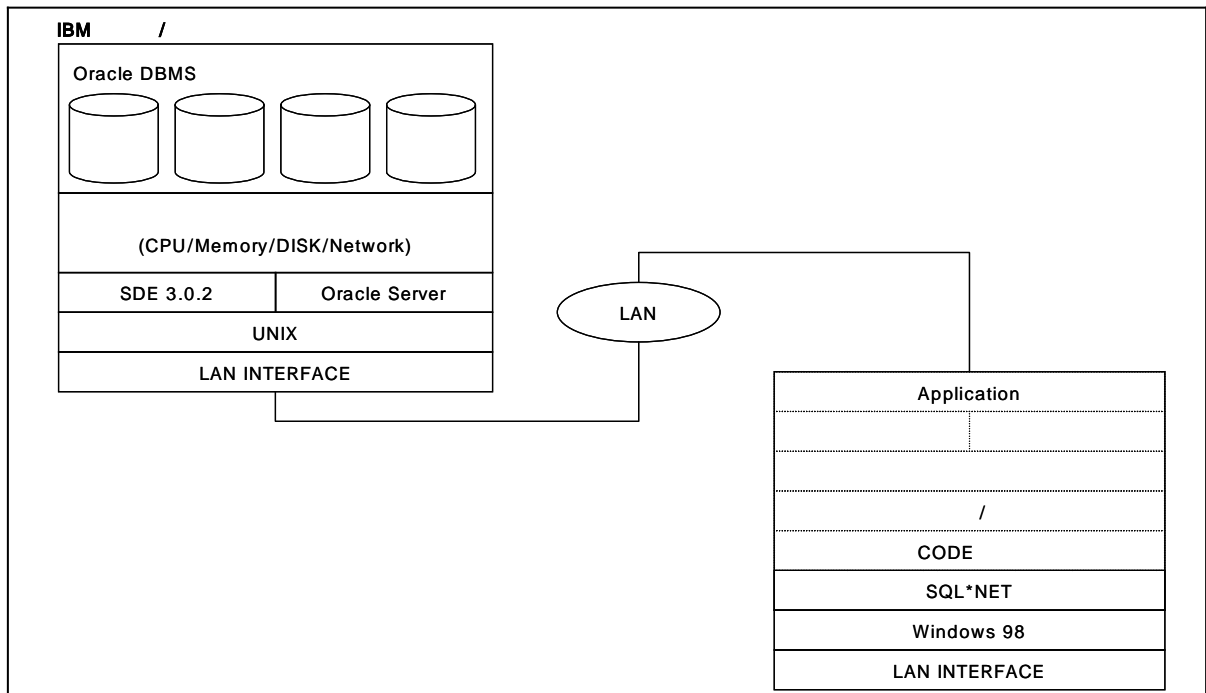 IBM /
Oracle DBMS
(CPU/Memory/DISK/Network)
SDE 3.0.2
Oracle Server
UNIX
LAN INTERFACE
LAN
Application
/
CODE
SQL*NET
Windows 98
LAN INTERFACE